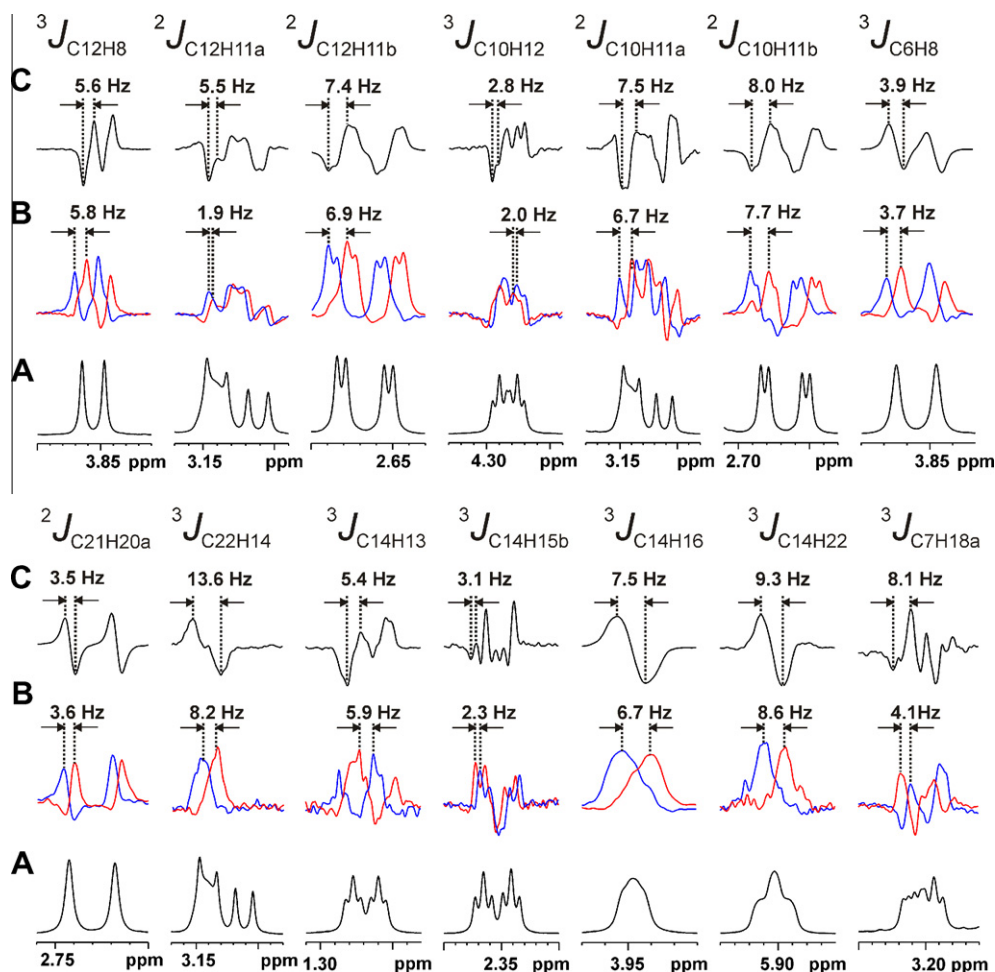 ³J C12H8 ²J C12H11a ²J C12H11b ³J C10H12 ²J C10H11a ²J C10H11b ³J C6H8
C
5.6 Hz 5.5 Hz 7.4 Hz 2.8 Hz 7.5 Hz 8.0 Hz 3.9 Hz
B
5.8 Hz 1.9 Hz 6.9 Hz 2.0 Hz 6.7 Hz 7.7 Hz 3.7 Hz
A
3.85 ppm 3.15 ppm 2.65 4.30 ppm 3.15 ppm 2.70 ppm 3.85
²J C21H20a ³J C22H14 ³J C14H13 ³J C14H15b ³J C14H16 ³J C14H22 ³J C7H18a
C
3.5 Hz 13.6 Hz 5.4 Hz 3.1 Hz 7.5 Hz 9.3 Hz 8.1 Hz
B
3.6 Hz 8.2 Hz 5.9 Hz 2.3 Hz 6.7 Hz 8.6 Hz 4.1Hz
A
2.75 ppm 3.15 ppm 1.30 ppm 2.35 3.95 ppm 5.90 ppm 3.20 ppm